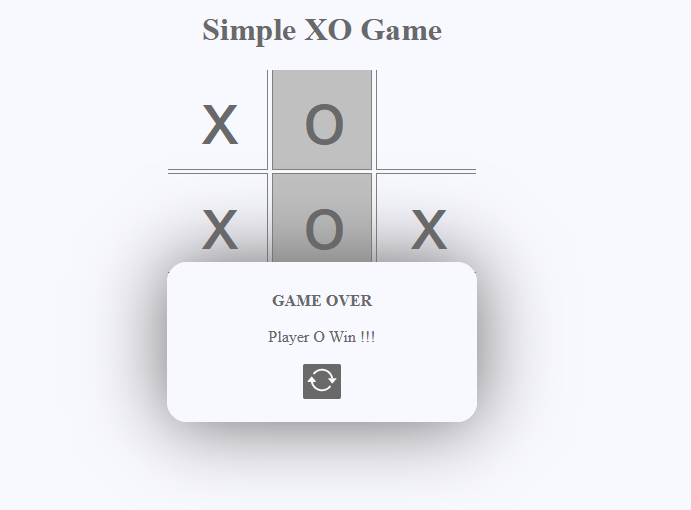 Simple XO Game
X O
X O X
GAME OVER
Player O Win !!!